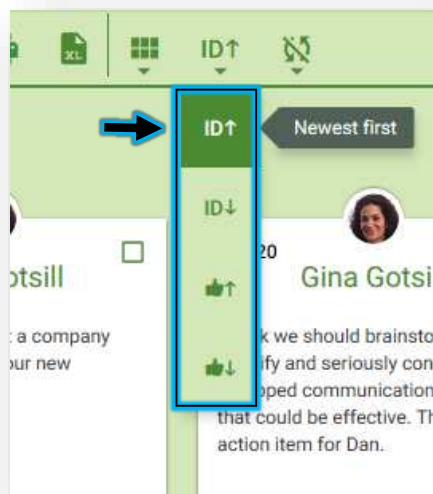 XL
ID↑
ID↑
Newest first
ID↓
↑
↓
otsill
a company
our new
20
Gina Gotsi
k we should brainsto
ify and seriously con
oped communication
that could be effective. Th
action item for Dan.